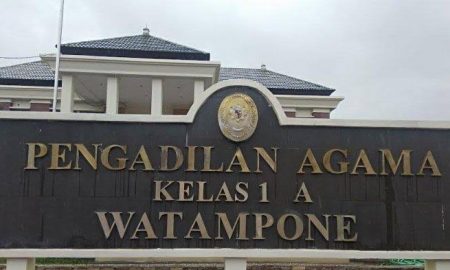 PENGADILAN AGAMA
KELAS 1 A
WATAMPONE